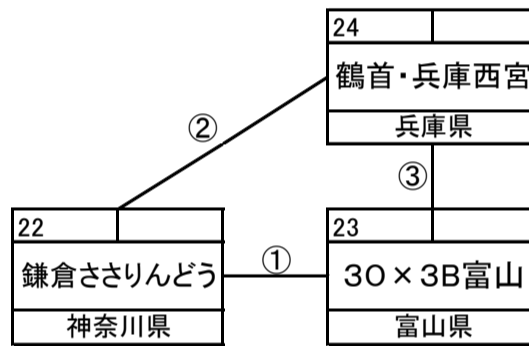 24
鶴首・兵庫西宮
兵庫県
②
③
22
鎌倉ささりんどう
神奈川県
①
23
30×3B富山
富山県